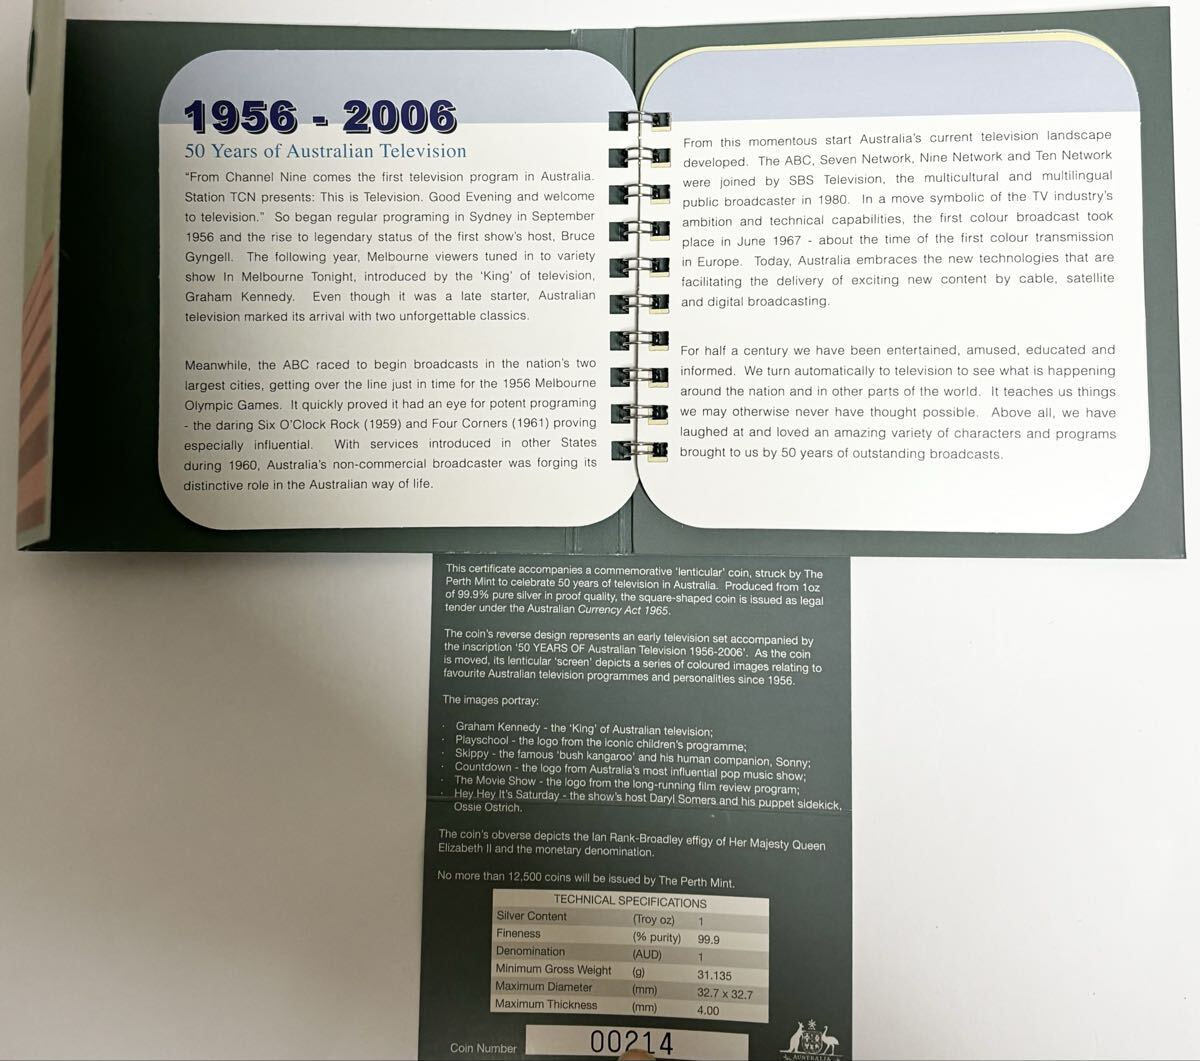 1956 - 2006
50 Years of Australian Television
“From Channel Nine comes the first television program in Australia.
Station TCN presents: This is Television. Good Evening and welcome
to television.” So began regular programing in Sydney in September
1956 and the rise to legendary status of the first show's host, Bruce
Gyngell. The following year, Melbourne viewers tuned in to variety
show In Melbourne Tonight, introduced by the ‘King’ of television,
Graham Kennedy. Even though it was a late starter, Australian
television marked its arrival with two unforgettable classics.
Meanwhile, the ABC raced to begin broadcasts in the nation's two
largest cities, getting over the line just in time for the 1956 Melbourne
Olympic Games. It quickly proved it had an eye for potent programing
- the daring Six O'Clock Rock (1959) and Four Corners (1961) proving
especially influential. With services introduced in other States
during 1960, Australia's non-commercial broadcaster was forging its
distinctive role in the Australian way of life.
From this momentous start Australia's current television landscape
developed. The ABC, Seven Network, Nine Network and Ten Network
were joined by SBS Television, the multicultural and multilingual
public broadcaster in 1980. In a move symbolic of the TV industry's
ambition and technical capabilities, the first colour broadcast took
place in June 1967 - about the time of the first colour transmission
in Europe. Today, Australia embraces the new technologies that are
facilitating the delivery of exciting new content by cable, satellite
and digital broadcasting.
For half a century we have been entertained, amused, educated and
informed. We turn automatically to television to see what is happening
around the nation and in other parts of the world. It teaches us things
we may otherwise never have thought possible. Above all, we have
laughed at and loved an amazing variety of characters and programs
brought to us by 50 years of outstanding broadcasts.
This certificate accompanies a commemorative ‘lenticular’ coin, struck by The
Perth Mint to celebrate 50 years of television in Australia. Produced from 1oz
of 99.9% pure silver in proof quality, the square-shaped coin is issued as legal
tender under the Australian Currency Act 1965.
The coin's reverse design represents an early television set accompanied by
the inscription ‘50 YEARS OF Australian Television 1956-2006’. As the coin
is moved, its lenticular ‘screen’ depicts a series of coloured images relating to
favourite Australian television programmes and personalities since 1956.
The images portray:
· Graham Kennedy - the ‘King’ of Australian television;
· Playschool - the logo from the iconic children's programme;
· Skippy - the famous ‘bush kangaroo’ and his human companion, Sonny;
· Countdown - the logo from Australia's most influential pop music show;
· The Movie Show - the logo from the long-running film review program;
· Hey Hey It's Saturday - the show's host Daryl Somers and his puppet sidekick,
Ossie Ostrich.
The coin's obverse depicts the Ian Rank-Broadley effigy of Her Majesty Queen
Elizabeth II and the monetary denomination.
No more than 12,500 coins will be issued by The Perth Mint.
TECHNICAL SPECIFICATIONS
Silver Content (Troy oz) 1
Fineness (% purity) 99.9
Denomination (AUD) 1
Minimum Gross Weight (g) 31.135
Maximum Diameter (mm) 32.7 x 32.7
Maximum Thickness (mm) 4.00
Coin Number 00214
AUSTRALIA